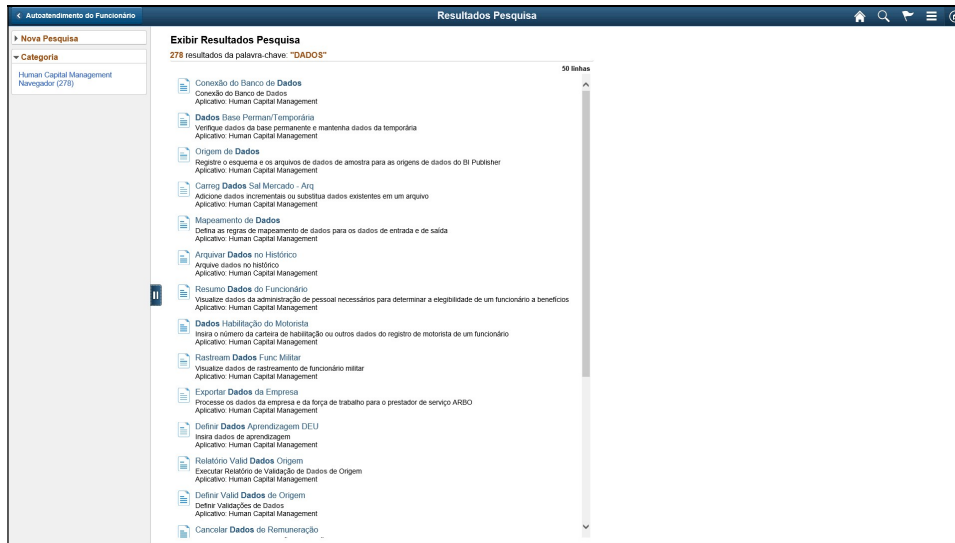 Autoatendimento do Funcionário
Resultados Pesquisa
Nova Pesquisa
Categoria
Human Capital Management
Navegador (278)
Exibir Resultados Pesquisa
278 resultados da palavra-chave: "DADOS"
50 linhas
Conexão do Banco de Dados
Conexão do Banco de Dados
Aplicativo: Human Capital Management
Dados Base Perman/Temporária
Verifique dados da base permanente e mantenha dados da temporária
Aplicativo: Human Capital Management
Origem de Dados
Registre o esquema e os arquivos de dados de amostra para as origens de dados do BI Publisher
Aplicativo: Human Capital Management
Carreg Dados Sal Mercado - Arq
Adicione dados incrementais ou substitua dados existentes em um arquivo
Aplicativo: Human Capital Management
Mapeamento de Dados
Defina as regras de mapeamento de dados para os dados de entrada e de saída
Aplicativo: Human Capital Management
Arquivar Dados no Histórico
Arquive dados no histórico
Aplicativo: Human Capital Management
Resumo Dados do Funcionário
Visualize dados da administração de pessoal necessários para determinar a elegibilidade de um funcionário a benefícios
Aplicativo: Human Capital Management
Dados Habilitação do Motorista
Insira o número da carteira de habilitação ou outros dados do registro de motorista de um funcionário
Aplicativo: Human Capital Management
Rastream Dados Func Militar
Visualize dados de rastreamento de funcionário militar
Aplicativo: Human Capital Management
Exportar Dados da Empresa
Processe os dados da empresa e da força de trabalho para o prestador de serviço ARBO
Aplicativo: Human Capital Management
Definir Dados Aprendizagem DEU
Insira dados de aprendizagem
Aplicativo: Human Capital Management
Relatório Valid Dados Origem
Executar Relatório de Validação de Dados de Origem
Aplicativo: Human Capital Management
Definir Valid Dados de Origem
Definir Validações de Dados
Aplicativo: Human Capital Management
Cancelar Dados de Remuneração